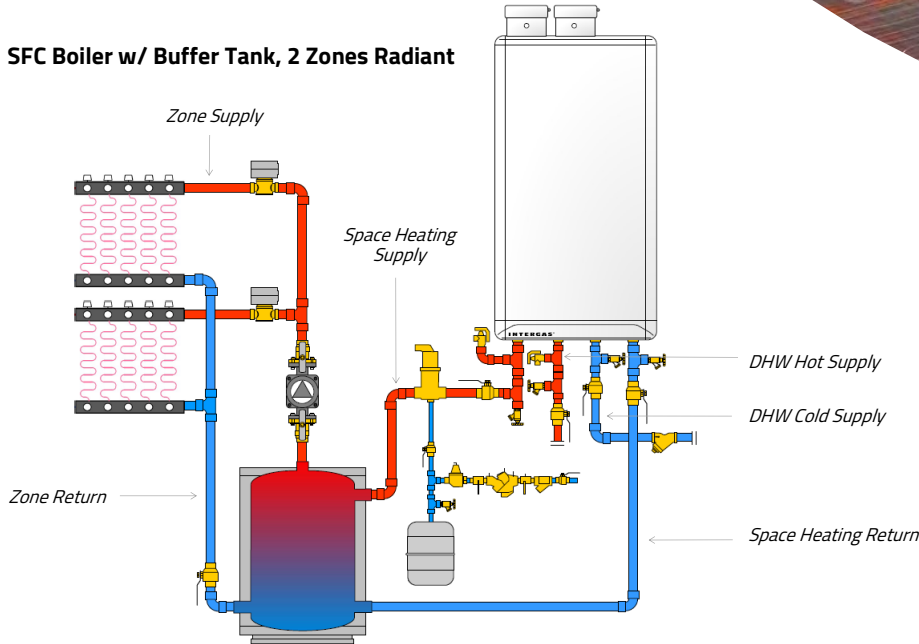 SFC Boiler w/ Buffer Tank, 2 Zones Radiant
Zone Supply
Space Heating
Supply
INTERGAS
DHW Hot Supply
DHW Cold Supply
Zone Return
Space Heating Return